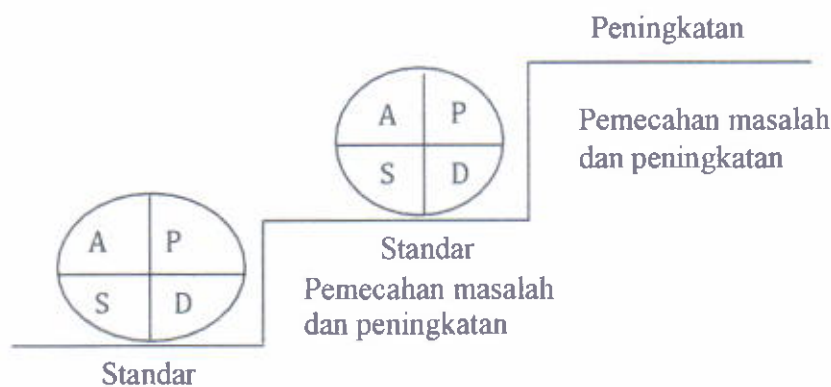 Peningkatan
A P
S D
Pemecahan masalah
dan peningkatan
Standar
A P
S D
Pemecahan masalah
dan peningkatan
Standar